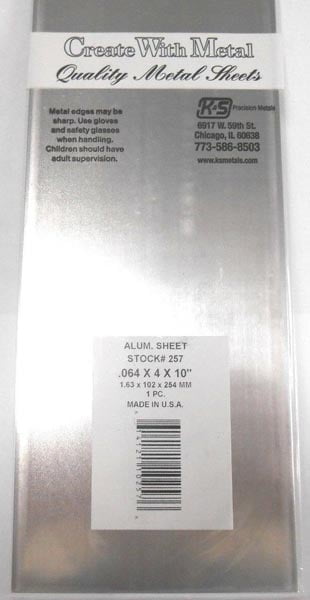 Create With Metal
Quality Metal Sheets
Metal edges may be
sharp. Use gloves
and safety glasses
when handling.
Children should have
adult supervision.
K&S Precision Metals
6917 W. 59th St.
Chicago, IL 60638
773-586-8503
www.ksmetals.com
ALUM. SHEET
STOCK# 257
.064 X 4 X 10"
1.63 x 102 x 254 MM
1 PC.
MADE IN U.S.A.